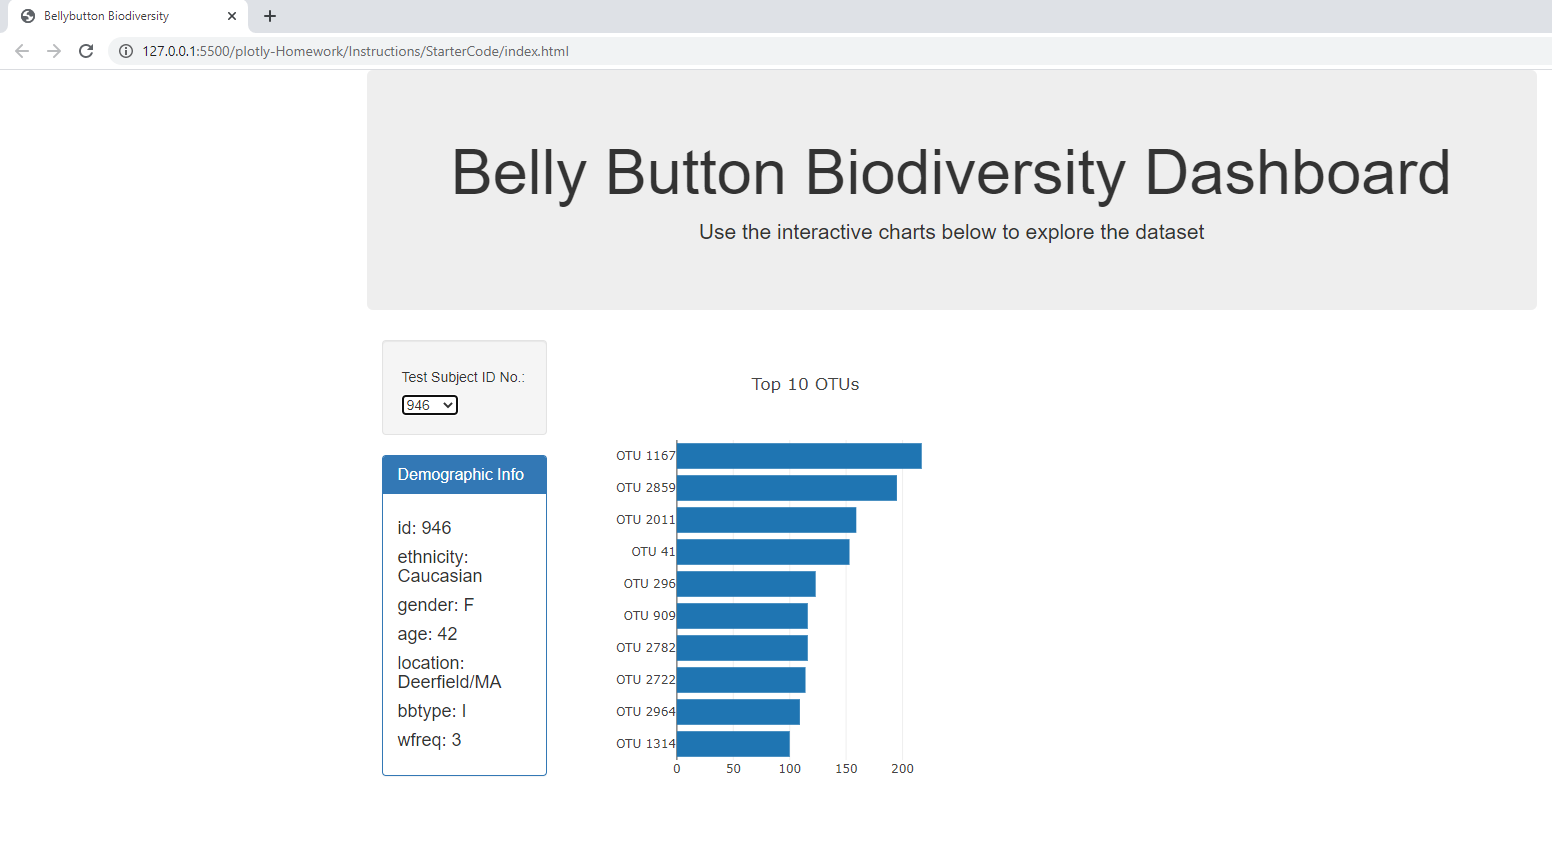 Bellybutton Biodiversity
127.0.0.1:5500/plotly-Homework/Instructions/StarterCode/index.html
Belly Button Biodiversity Dashboard
Use the interactive charts below to explore the dataset
Test Subject ID No.:
946
Demographic Info
id: 946
ethnicity:
Caucasian
gender: F
age: 42
location:
Deerfield/MA
bbtype: I
wfreq: 3
Top 10 OTUs
OTU 1167
OTU 2859
OTU 2011
OTU 41
OTU 296
OTU 909
OTU 2782
OTU 2722
OTU 2964
OTU 1314
0 50 100 150 200